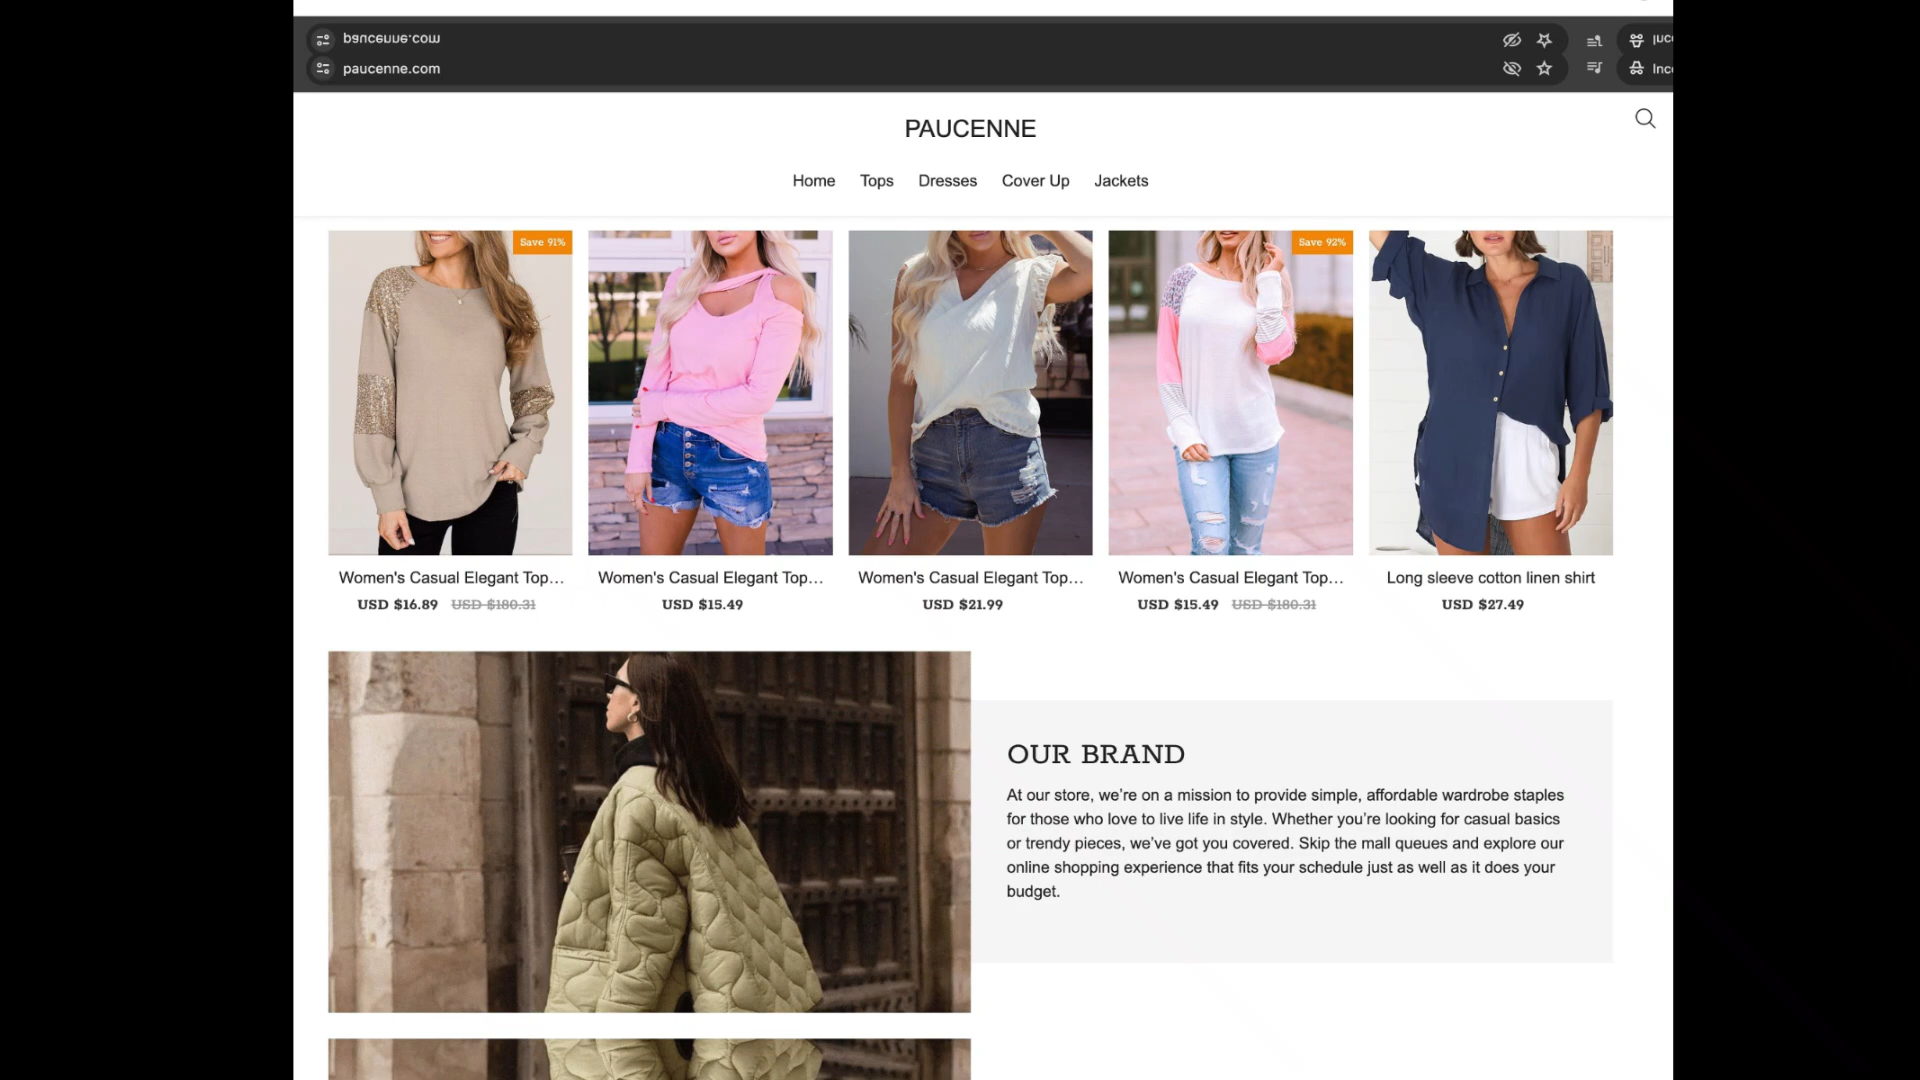 paucenne.com
paucenne.com
Inc
PAUCENNE
Home Tops Dresses Cover Up Jackets
Save 91%
Save 92%
Women's Casual Elegant Top…
USD $16.89 USD $180.31
Women's Casual Elegant Top…
USD $15.49
Women's Casual Elegant Top…
USD $21.99
Women's Casual Elegant Top…
USD $15.49 USD $180.31
Long sleeve cotton linen shirt
USD $27.49
OUR BRAND
At our store, we’re on a mission to provide simple, affordable wardrobe staples
for those who love to live life in style. Whether you’re looking for casual basics
or trendy pieces, we’ve got you covered. Skip the mall queues and explore our
online shopping experience that fits your schedule just as well as it does your
budget.